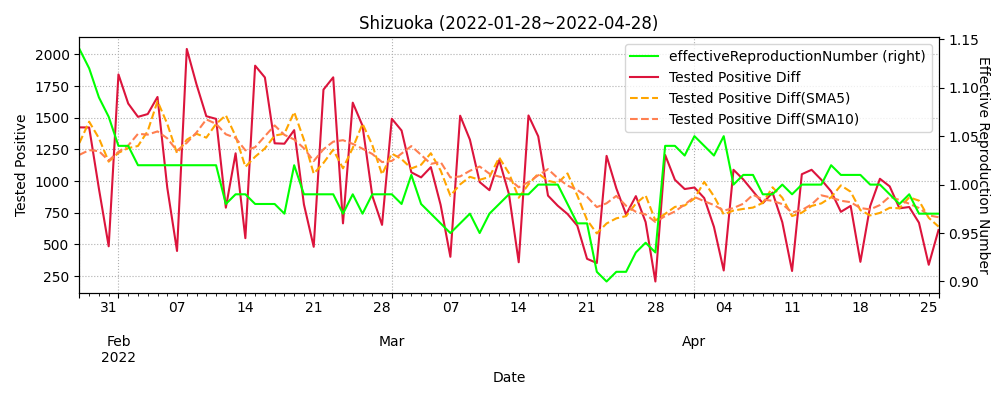 Shizuoka (2022-01-28~2022-04-28)
effectiveReproductionNumber (right)
Tested Positive Diff
Tested Positive Diff(SMA5)
Tested Positive Diff(SMA10)
Tested Positive
2000
1750
1500
1250
1000
750
500
250
1.15
1.10
1.05
1.00
0.95
0.90
Effective Reproduction Number
31 07 14 21 28 07 14 21 28 04 11 18 25
Feb Mar Apr
2022
Date